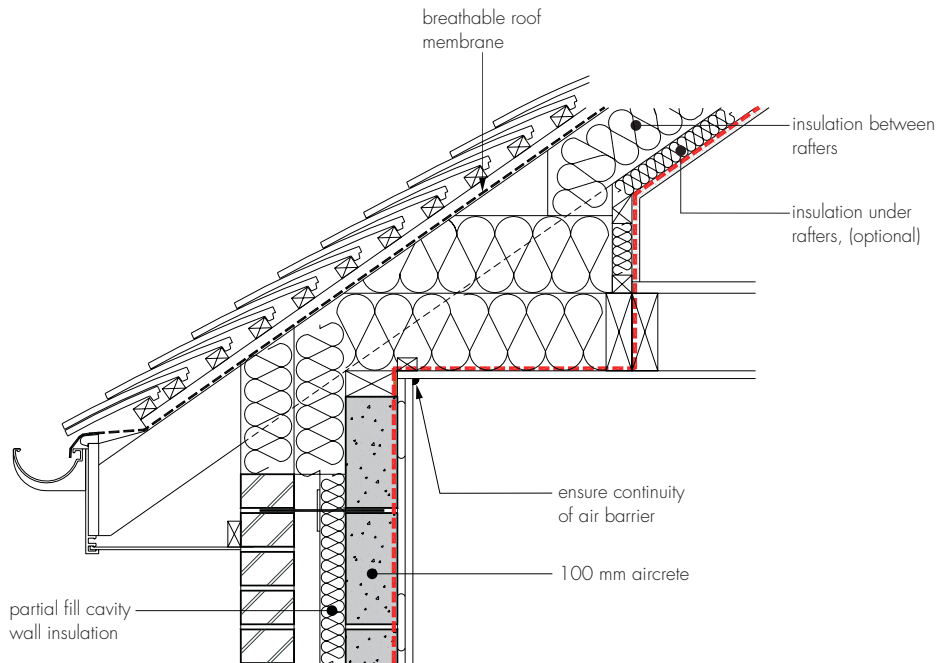 breathable roof
membrane
insulation between
rafters
insulation under
rafters, (optional)
ensure continuity
of air barrier
100 mm aircrete
partial fill cavity
wall insulation